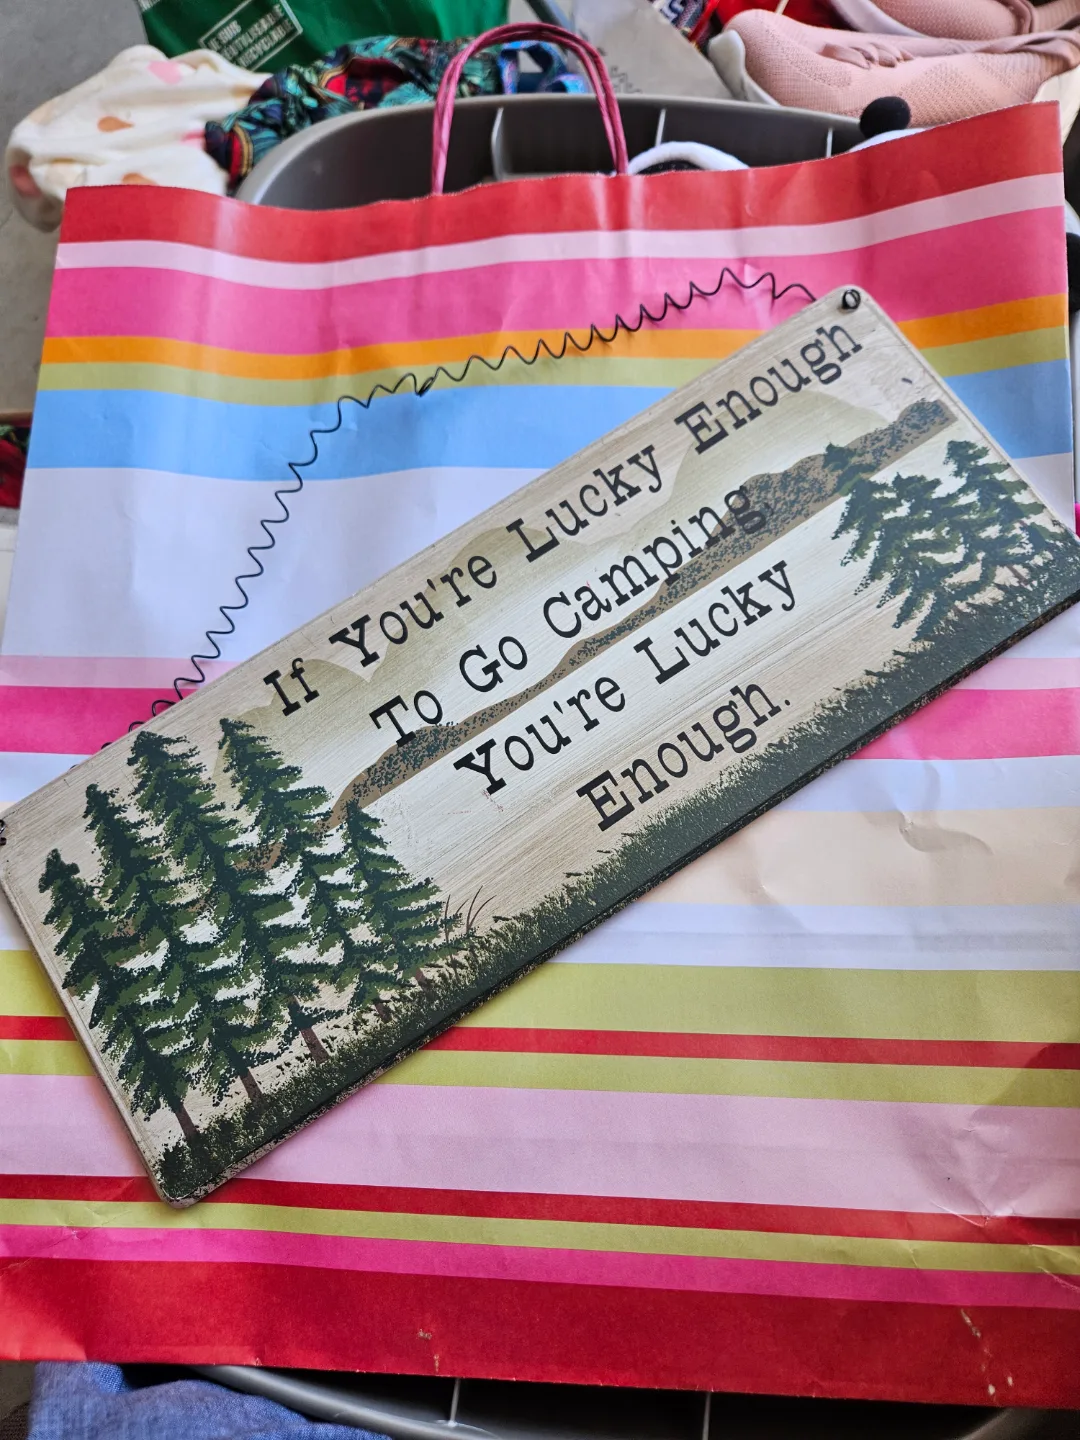 If You're Lucky Enough
To Go Camping
You're Lucky
Enough.